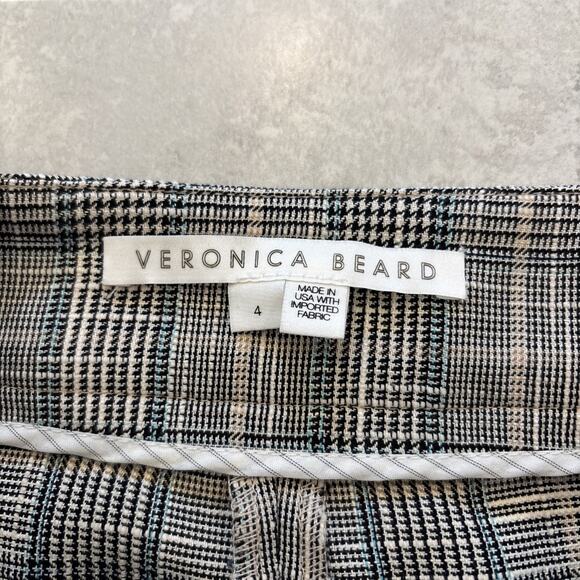 VERONICA BEARD
4
MADE IN
USA WITH
IMPORTED
FABRIC